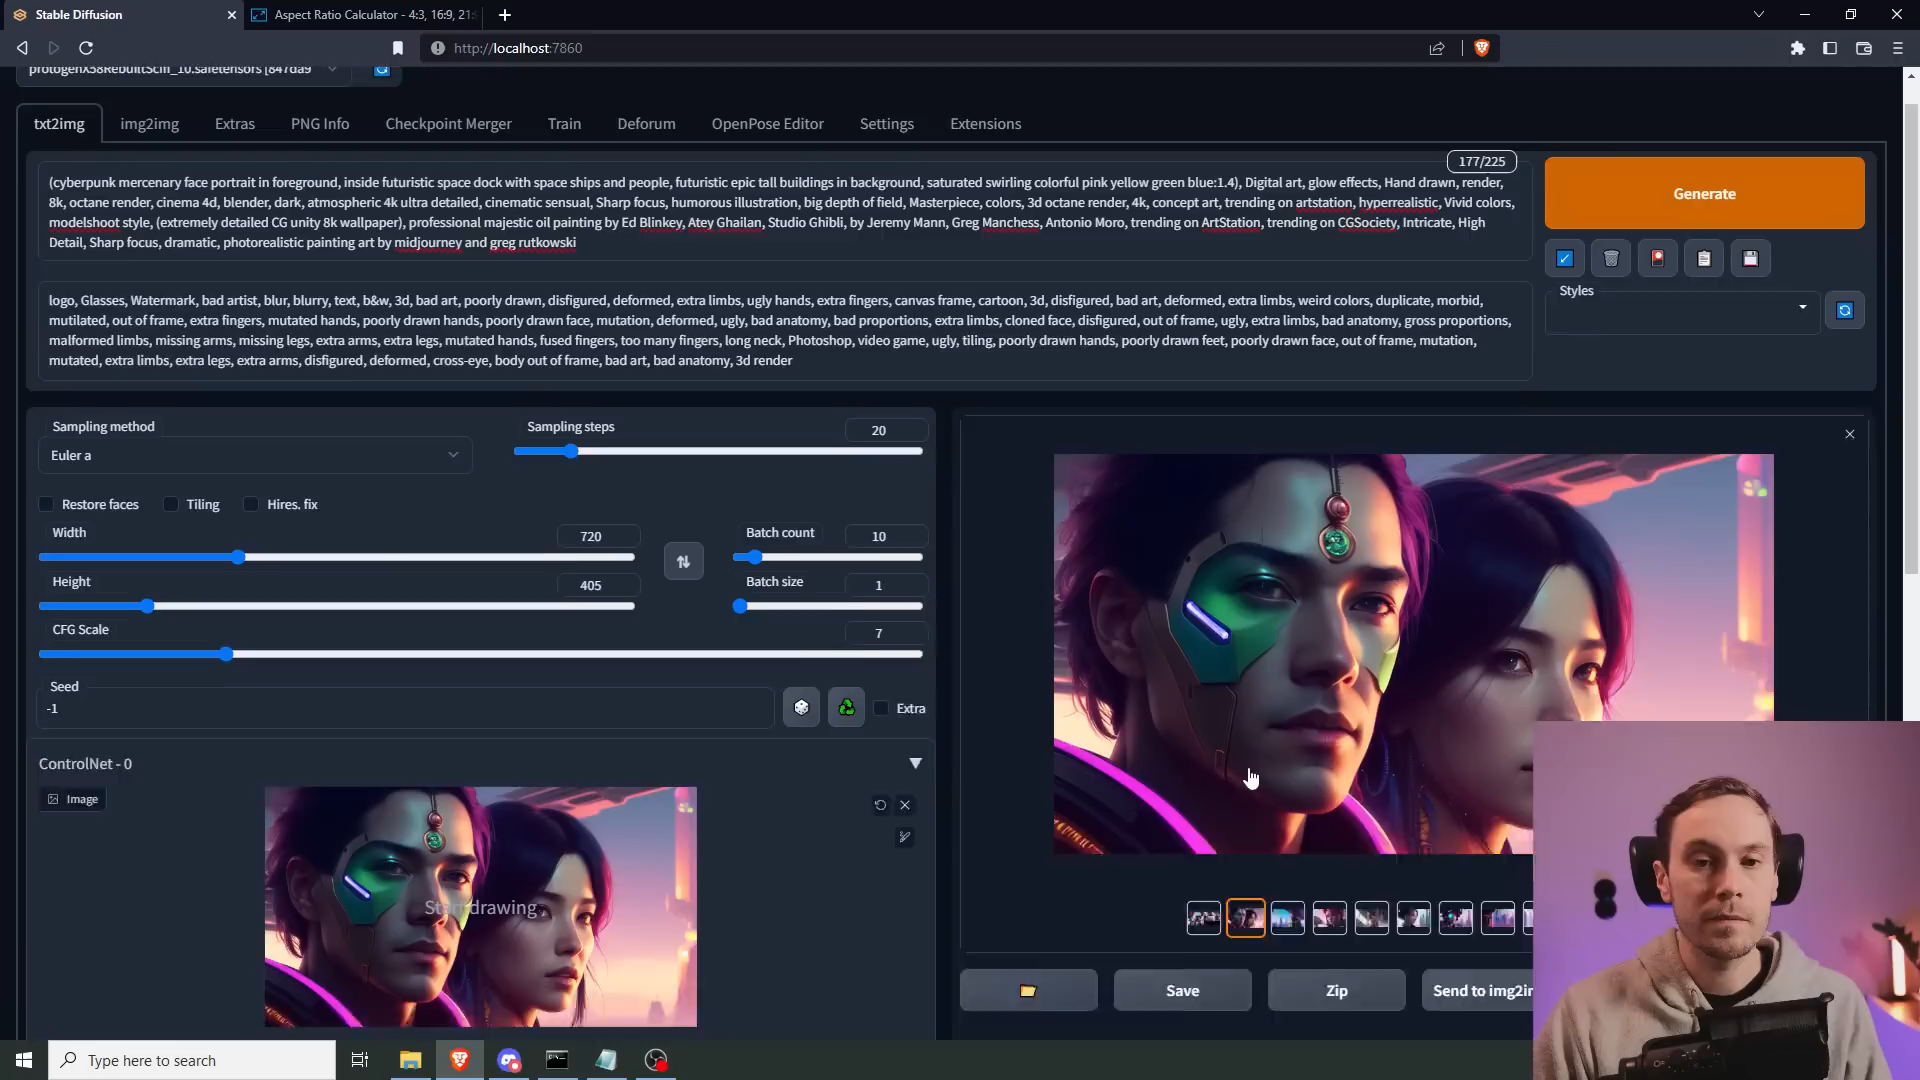 Stable Diffusion
Aspect Ratio Calculator - 4:3, 16:9, 21:
http://localhost:7860
protogenX58RebuiltScifi_10.safetensors [847da9
txt2img
img2img
Extras
PNG Info
Checkpoint Merger
Train
Deforum
OpenPose Editor
Settings
Extensions
177/225
(cyberpunk mercenary face portrait in foreground, inside futuristic space dock with space ships and people, futuristic epic tall buildings in background, saturated swirling colorful pink yellow green blue:1.4), Digital art, glow effects, Hand drawn, render,
8k, octane render, cinema 4d, blender, dark, atmospheric 4k ultra detailed, cinematic sensual, Sharp focus, humorous illustration, big depth of field, Masterpiece, colors, 3d octane render, 4k, concept art, trending on artstation, hyperrealistic, Vivid colors,
modelshoot style, (extremely detailed CG unity 8k wallpaper), professional majestic oil painting by Ed Blinkey, Atey Ghailan, Studio Ghibli, by Jeremy Mann, Greg Manchess, Antonio Moro, trending on ArtStation, trending on CGSociety, Intricate, High
Detail, Sharp focus, dramatic, photorealistic painting art by midjourney and greg rutkowski
Generate
logo, Glasses, Watermark, bad artist, blur, blurry, text, b&w, 3d, bad art, poorly drawn, disfigured, deformed, extra limbs, ugly hands, extra fingers, canvas frame, cartoon, 3d, disfigured, bad art, deformed, extra limbs, weird colors, duplicate, morbid,
mutilated, out of frame, extra fingers, mutated hands, poorly drawn hands, poorly drawn face, mutation, deformed, ugly, bad anatomy, bad proportions, extra limbs, cloned face, disfigured, out of frame, ugly, extra limbs, bad anatomy, gross proportions,
malformed limbs, missing arms, missing legs, extra arms, extra legs, mutated hands, fused fingers, too many fingers, long neck, Photoshop, video game, ugly, tiling, poorly drawn hands, poorly drawn feet, poorly drawn face, out of frame, mutation,
mutated, extra limbs, extra legs, extra arms, disfigured, deformed, cross-eye, body out of frame, bad art, bad anatomy, 3d render
Styles
Sampling method
Euler a
Sampling steps
20
Restore faces
Tiling
Hires. fix
Width
720
Height
405
Batch count
10
Batch size
1
CFG Scale
7
Seed
-1
Extra
ControlNet - 0
Image
Start drawing
Save
Zip
Send to img2im
Type here to search